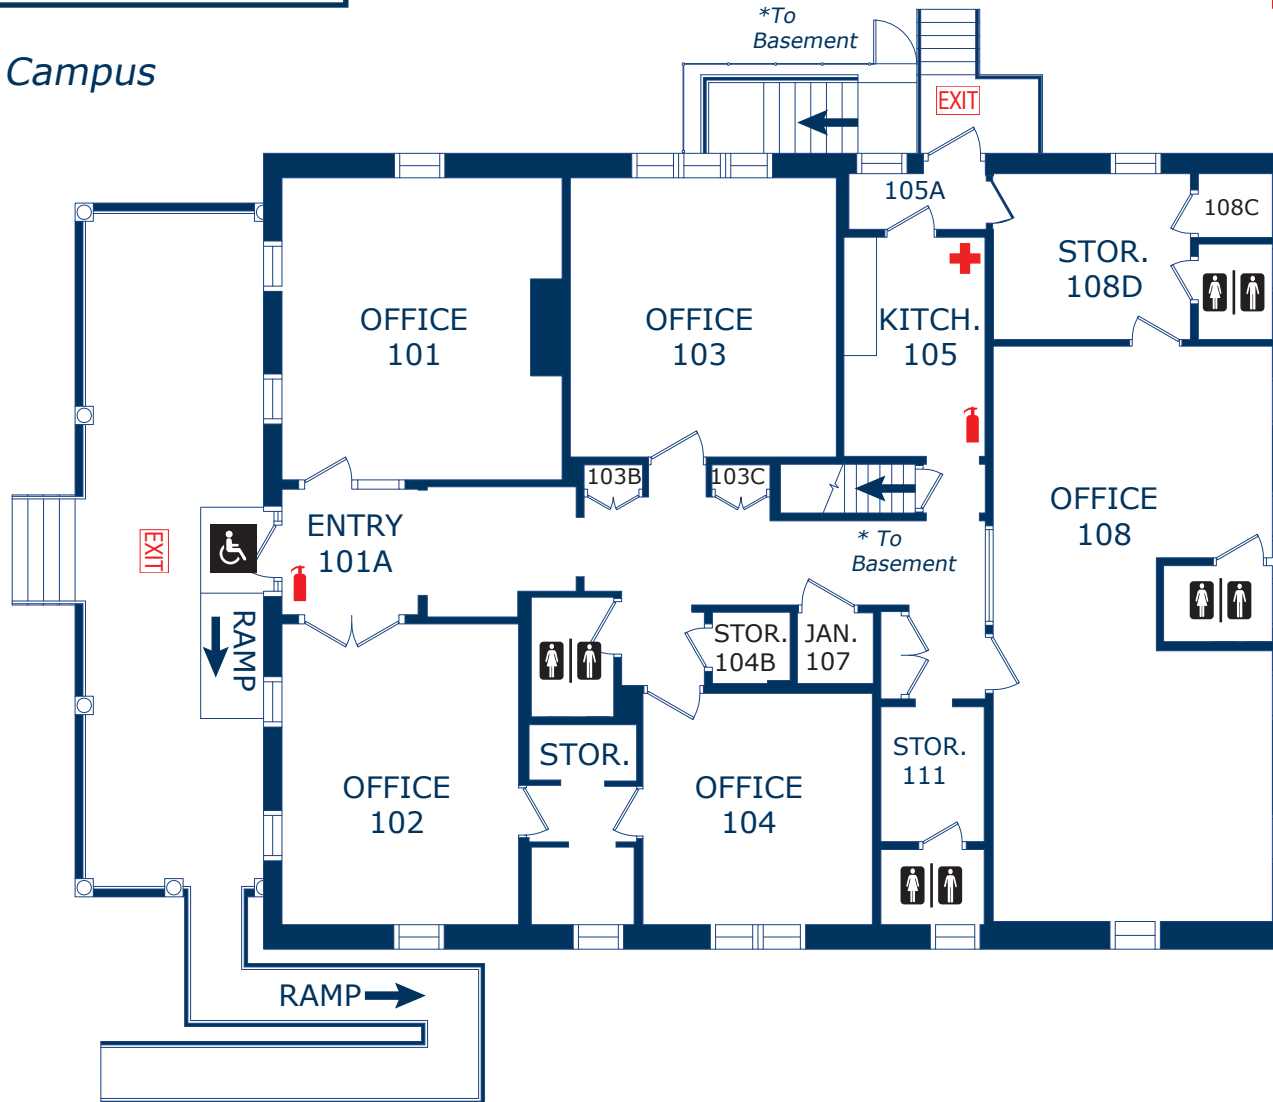 *To
Basement
Campus
EXIT
105A
108C
STOR.
108D
OFFICE
101
OFFICE
103
KITCH.
105
103B
103C
OFFICE
108
ENTRY
101A
EXIT
* To
Basement
RAMP
STOR.
104B
JAN.
107
STOR.
STOR.
111
OFFICE
102
OFFICE
104
RAMP